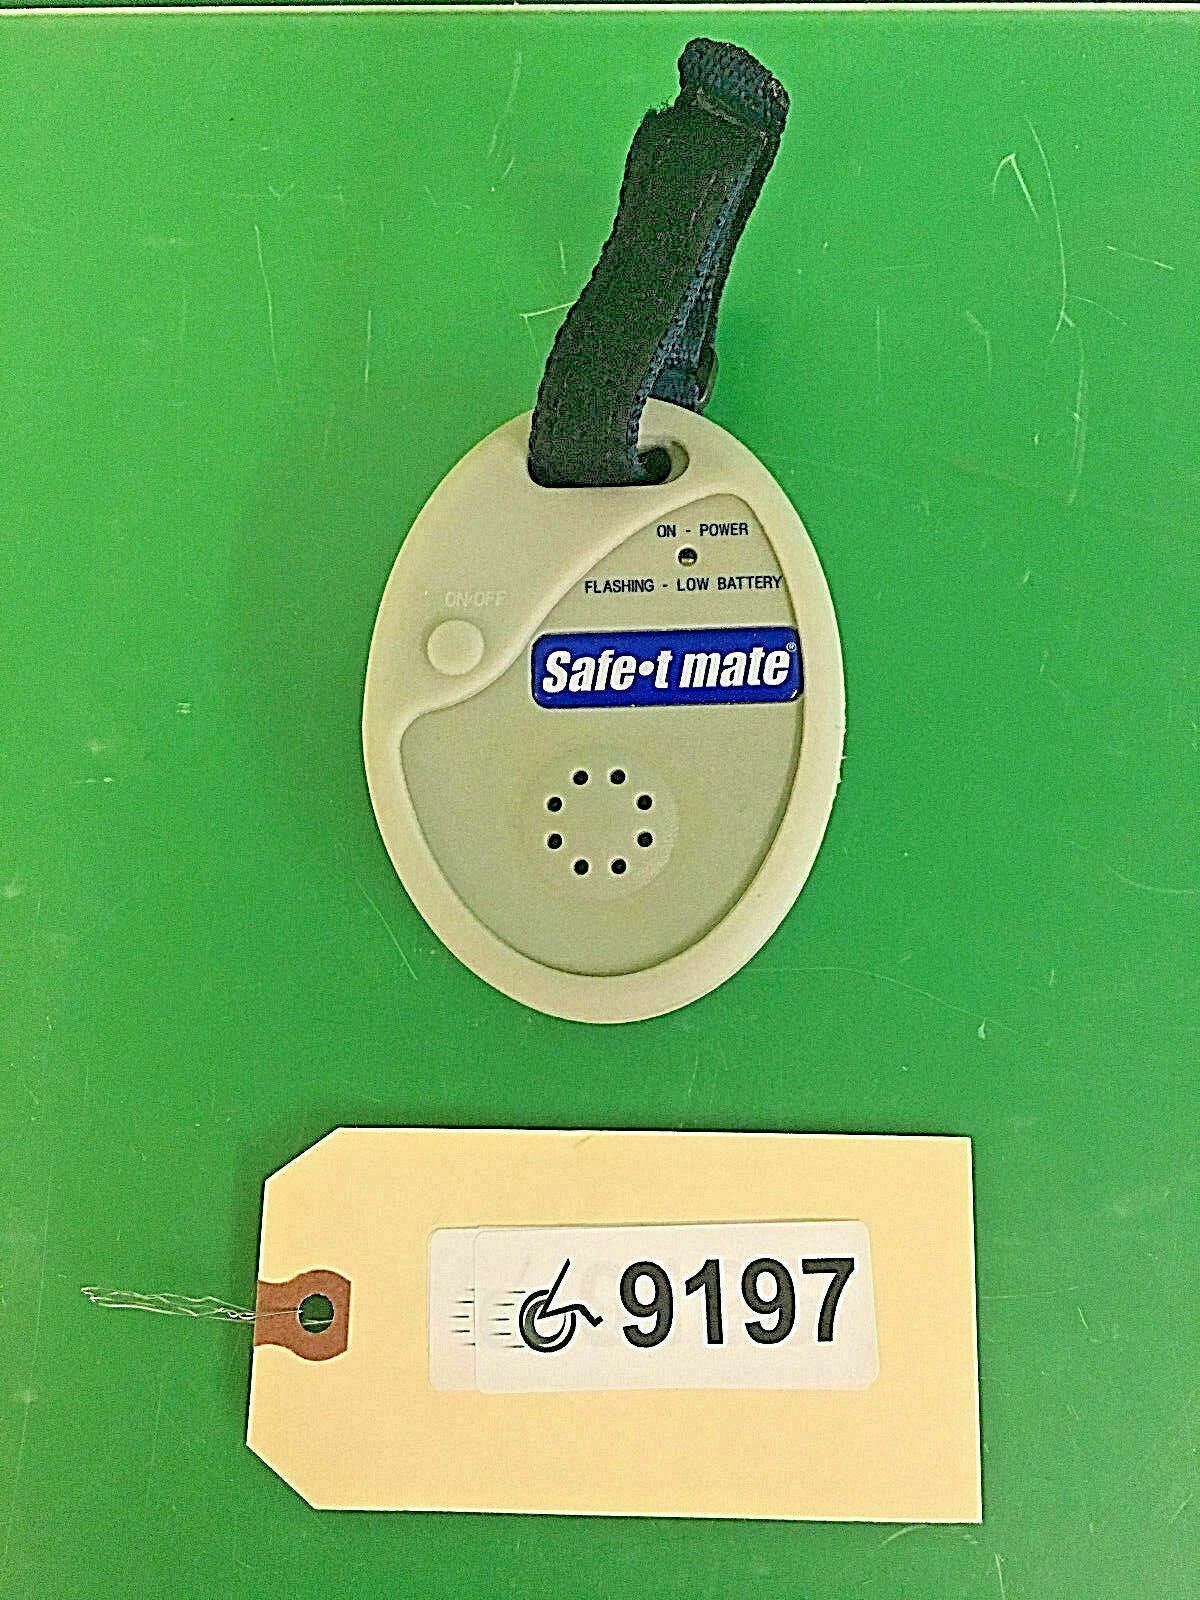 ON - POWER
FLASHING - LOW BATTERY
ON/OFF
Safe•t mate®
9197